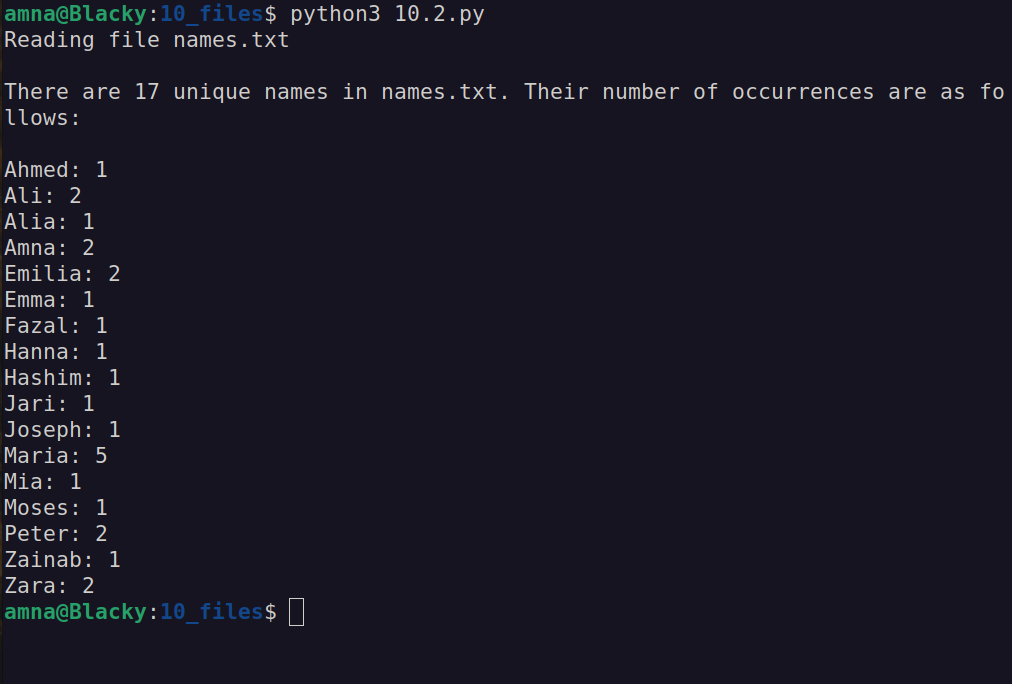 amna@Blacky:10_files$ python3 10.2.py
Reading file names.txt
There are 17 unique names in names.txt. Their number of occurrences are as fo
llows:
Ahmed: 1
Ali: 2
Alia: 1
Amna: 2
Emilia: 2
Emma: 1
Fazal: 1
Hanna: 1
Hashim: 1
Jari: 1
Joseph: 1
Maria: 5
Mia: 1
Moses: 1
Peter: 2
Zainab: 1
Zara: 2
amna@Blacky:10_files$